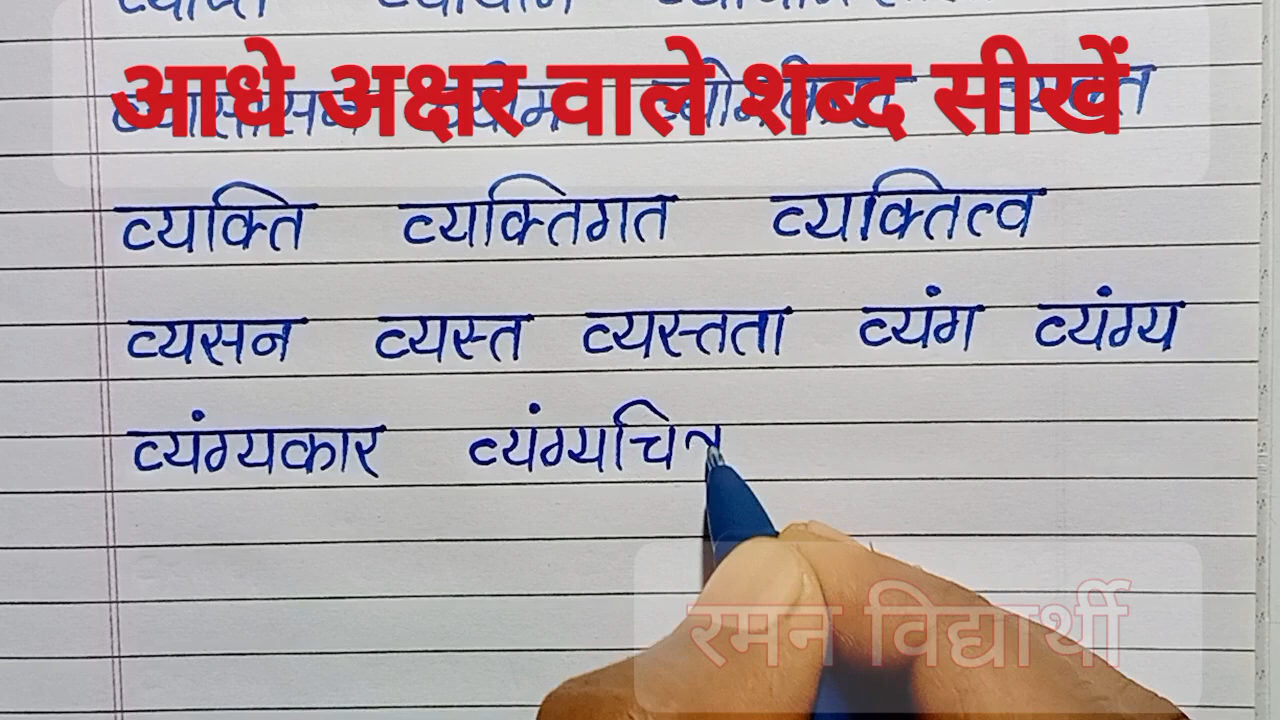 आधे अक्षर वाले शब्द सीखें
व्यक्ति व्यक्तिगत व्यक्तित्व
व्यसन व्यस्त व्यस्तता व्यंग व्यंग्य
व्यंग्यकार व्यंग्यचित्र
रमन विद्यार्थी